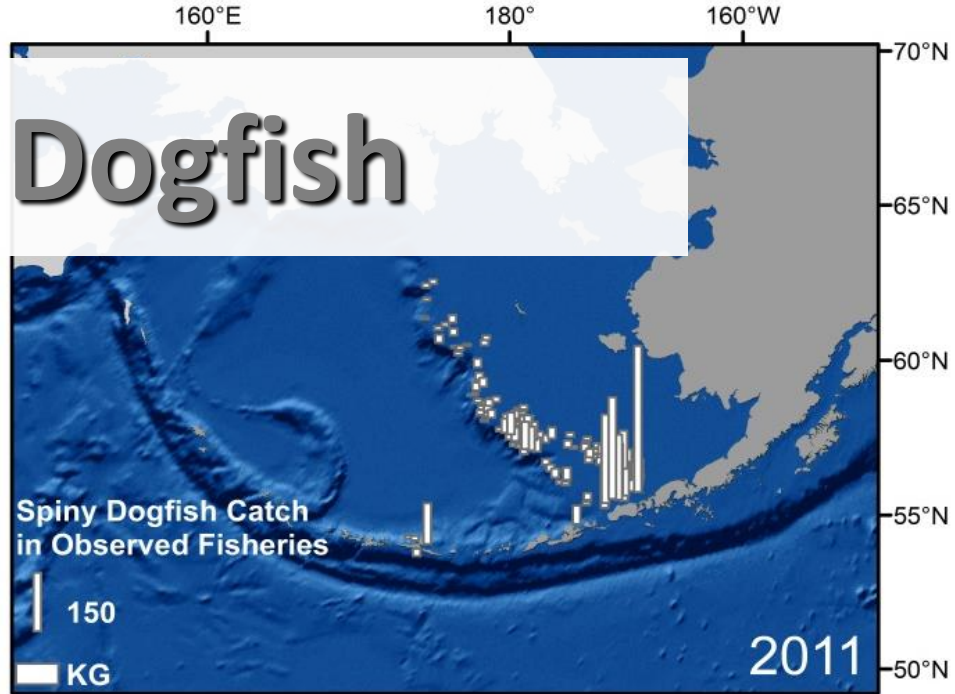 160°E 180° 160°W
70°N
Dogfish
65°N
60°N
Spiny Dogfish Catch
55°N
in Observed Fisheries
150
2011
KG
50°N